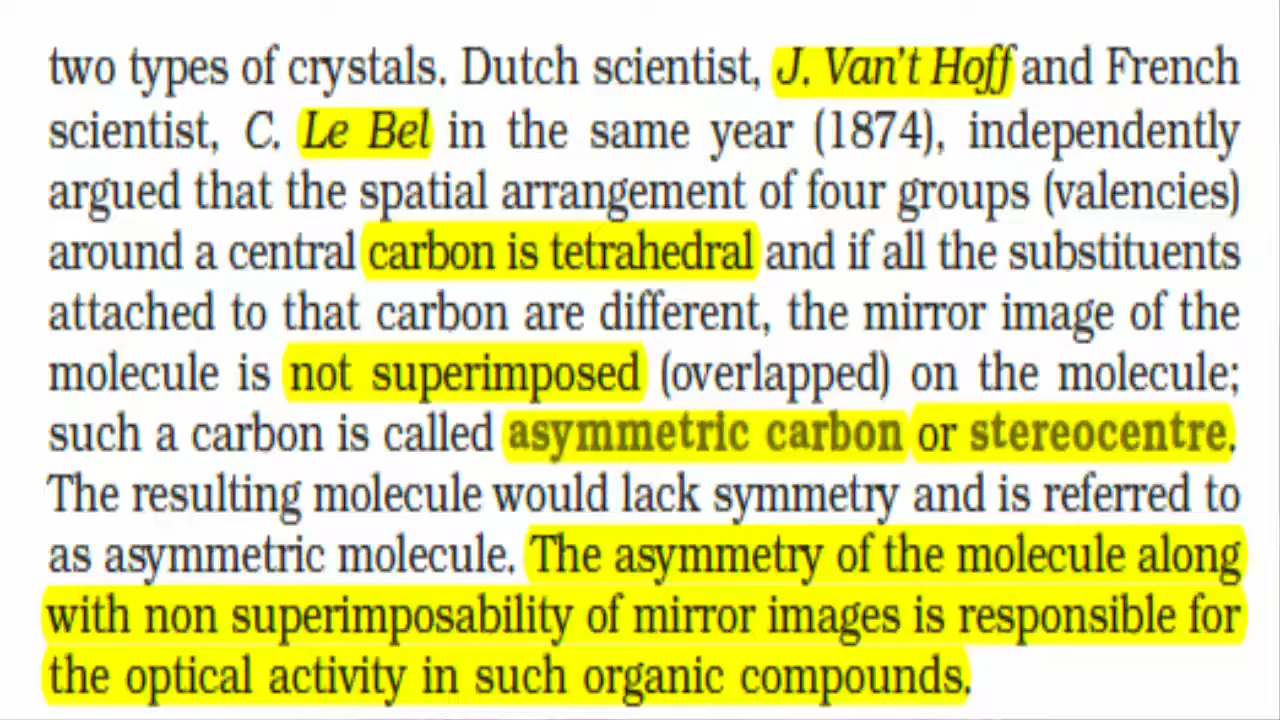 two types of crystals. Dutch scientist, J. Van't Hoff and French
scientist, C. Le Bel in the same year (1874), independently
argued that the spatial arrangement of four groups (valencies)
around a central carbon is tetrahedral and if all the substituents
attached to that carbon are different, the mirror image of the
molecule is not superimposed (overlapped) on the molecule;
such a carbon is called asymmetric carbon or stereocentre.
The resulting molecule would lack symmetry and is referred to
as asymmetric molecule. The asymmetry of the molecule along
with non superimposability of mirror images is responsible for
the optical activity in such organic compounds.